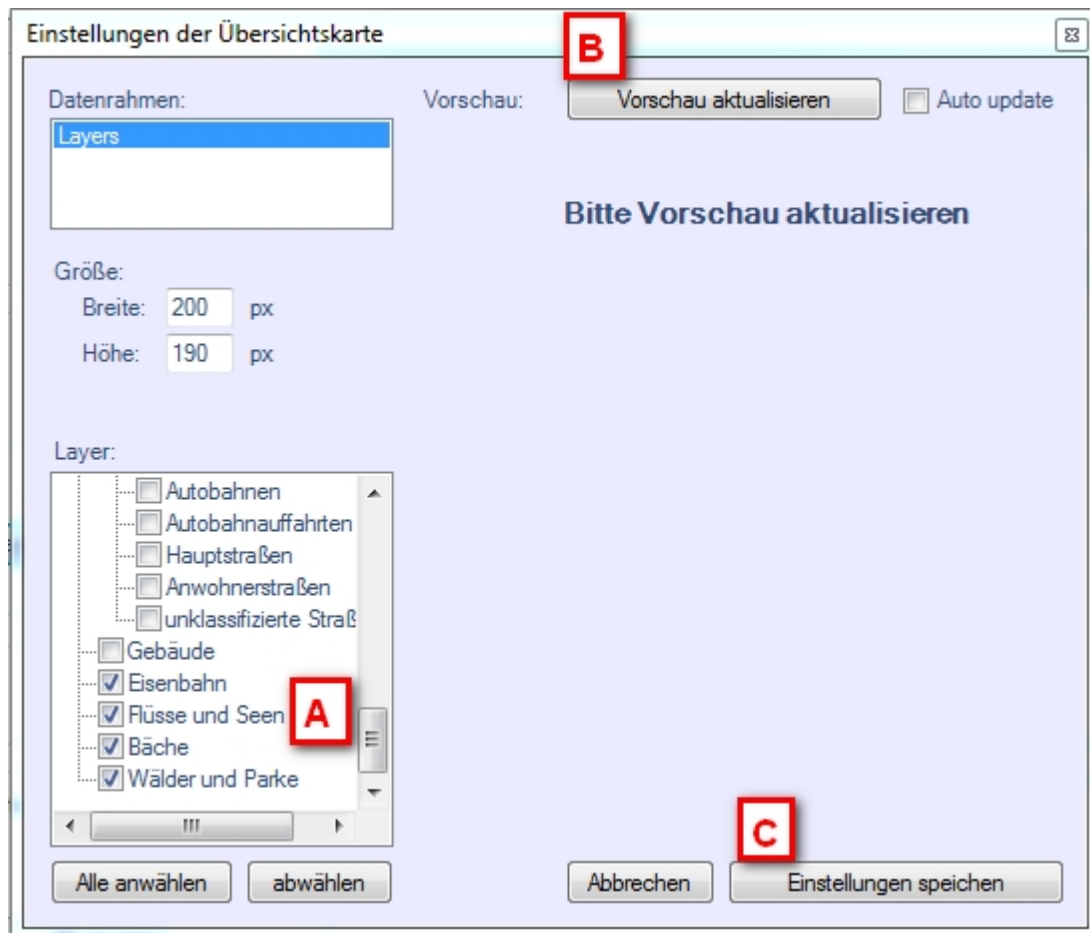 Einstellungen der Übersichtskarte
B
Datenrahmen:
Vorschau:
Vorschau aktualisieren
Auto update
Layers
Bitte Vorschau aktualisieren
Größe:
Breite: 200 px
Höhe: 190 px
Layer:
Autobahnen
Autobahnauffahrten
Hauptstraßen
Anwohnerstraßen
unklassifizierte Straß
Gebäude
Eisenbahn
Flüsse und Seen
A
Bäche
Wälder und Parke
C
Alle anwählen
abwählen
Abbrechen
Einstellungen speichen